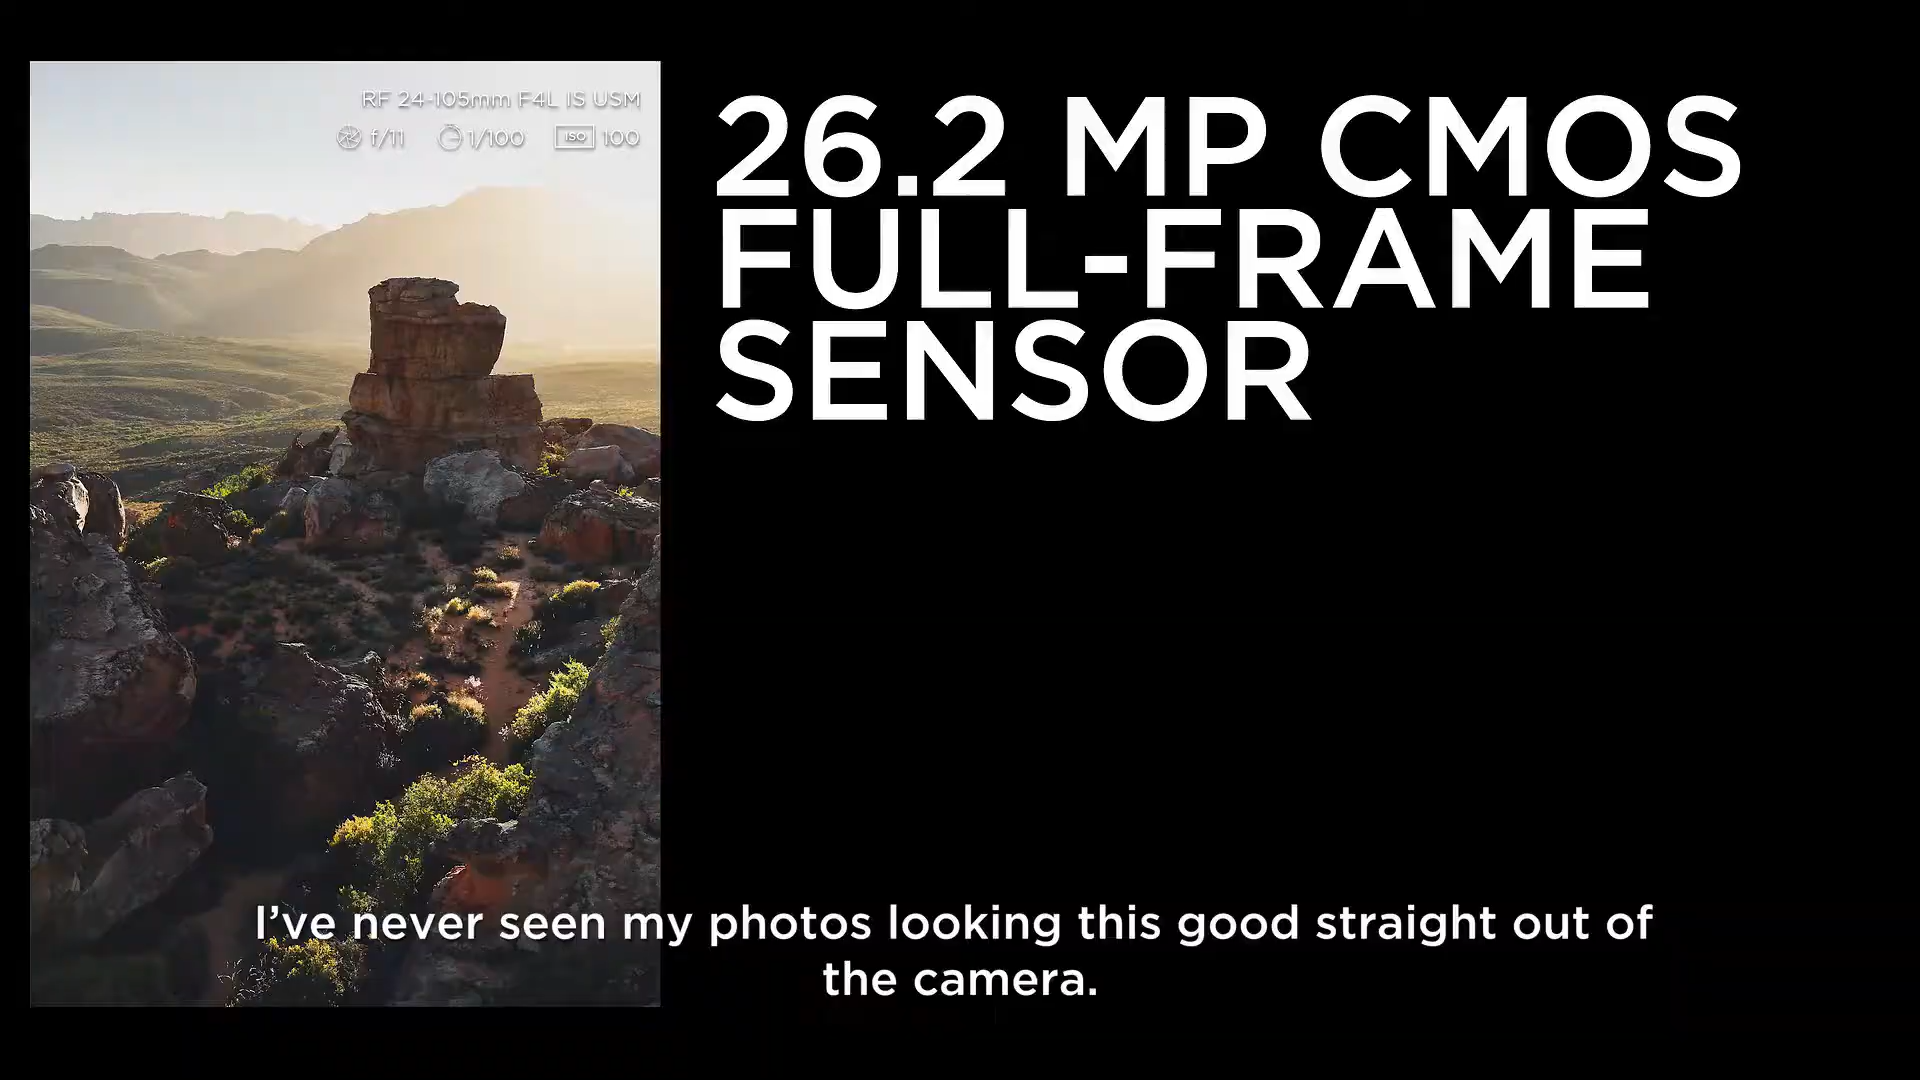 RF 24-105mm F4L IS USM
f/11 1/100 ISO 100
26.2 MP CMOS
FULL-FRAME
SENSOR
I’ve never seen my photos looking this good straight out of
the camera.